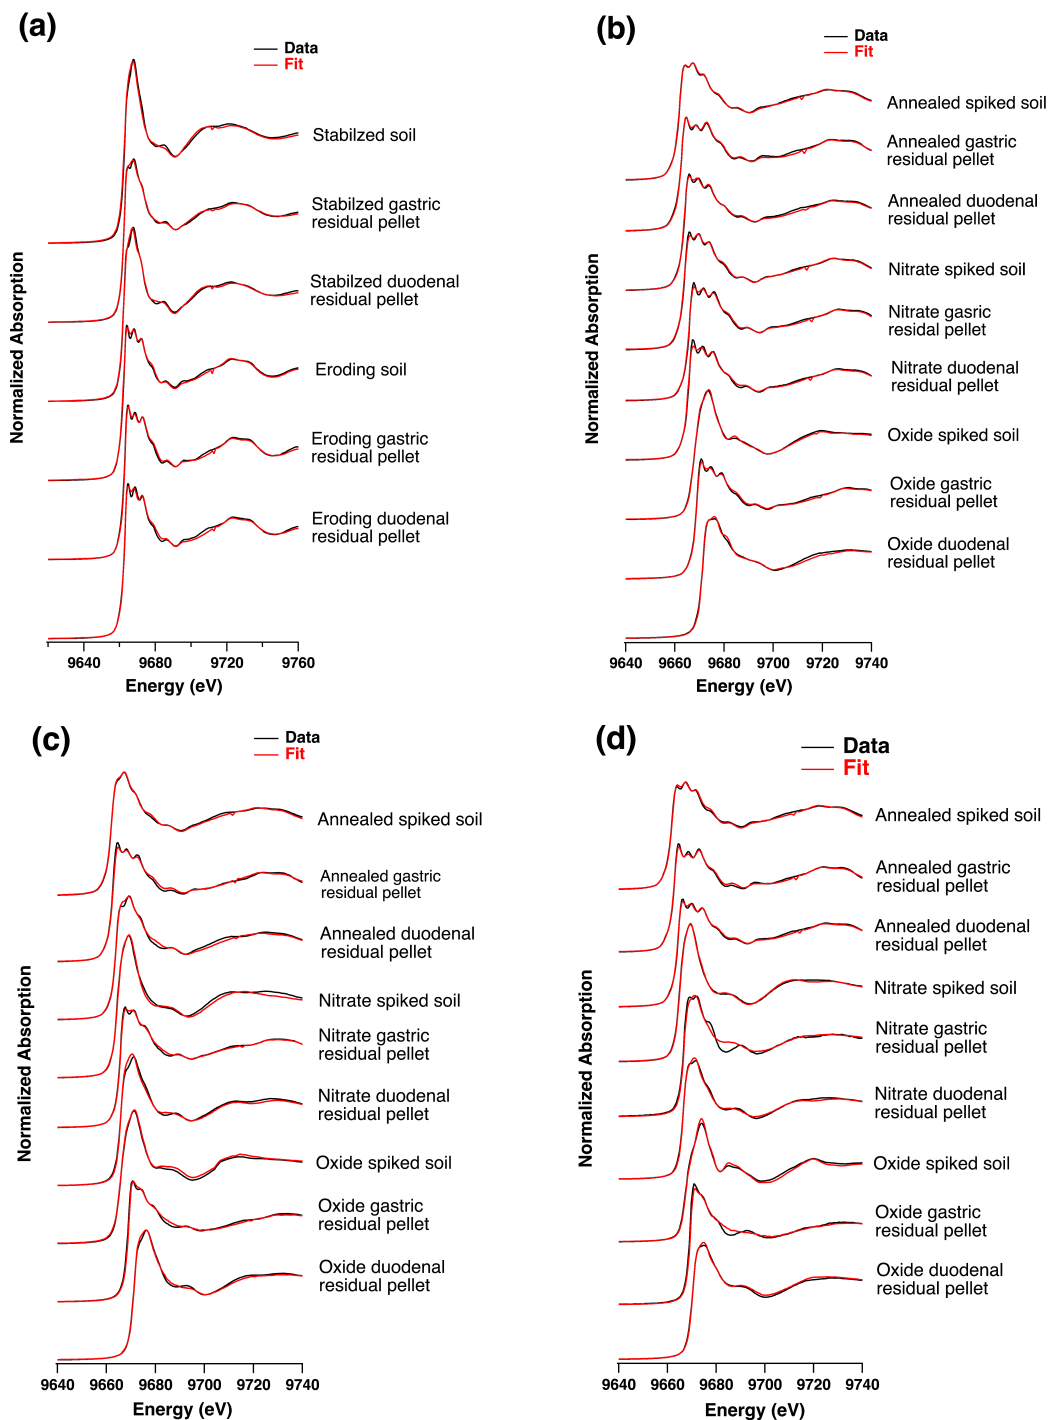 (a)
Data
Fit
Stabilzed soil
Stabilzed gastric
residual pellet
Stabilzed duodenal
residual pellet
Eroding soil
Eroding gastric
residual pellet
Eroding duodenal
residual pellet
Normalized Absorption
9640 9680 9720 9760
Energy (eV)
(b)
Data
Fit
Annealed spiked soil
Annealed gastric
residual pellet
Annealed duodenal
residual pellet
Nitrate spiked soil
Nitrate gasric
residal pellet
Nitrate duodenal
residual pellet
Oxide spiked soil
Oxide gastric
residual pellet
Oxide duodenal
residual pellet
Normalized Absorption
9640 9660 9680 9700 9720 9740
Energy (eV)
(c)
Data
Fit
Annealed spiked soil
Annealed gastric
residual pellet
Annealed duodenal
residual pellet
Nitrate spiked soil
Nitrate gastric
residual pellet
Nitrate duodenal
residual pellet
Oxide spiked soil
Oxide gastric
residual pellet
Oxide duodenal
residual pellet
Normalized Absorption
9640 9660 9680 9700 9720 9740
Energy (eV)
(d)
Data
Fit
Annealed spiked soil
Annealed gastric
residual pellet
Annealed duodenal
residual pellet
Nitrate spiked soil
Nitrate gastric
residual pellet
Nitrate duodenal
residual pellet
Oxide spiked soil
Oxide gastric
residual pellet
Oxide duodenal
residual pellet
Normalized Absorption
9640 9660 9680 9700 9720 9740
Energy (eV)